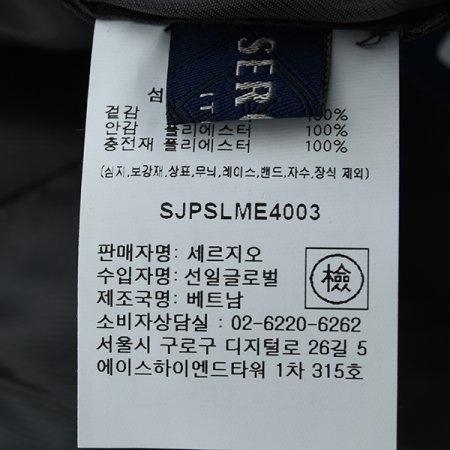 SERG
IT
섬
겉감 100%
안감 폴리에스터 100%
충전재 폴리에스터 100%
(심지,보강재,상표,무늬,레이스,밴드,자수,장식 제외)
SJPSLME4003
판매자명: 세르지오
수입자명: 선일글로벌
제조국명: 베트남
檢
소비자상담실 : 02-6220-6262
서울시 구로구 디지털로 26길 5
에이스하이엔드타워 1차 315호